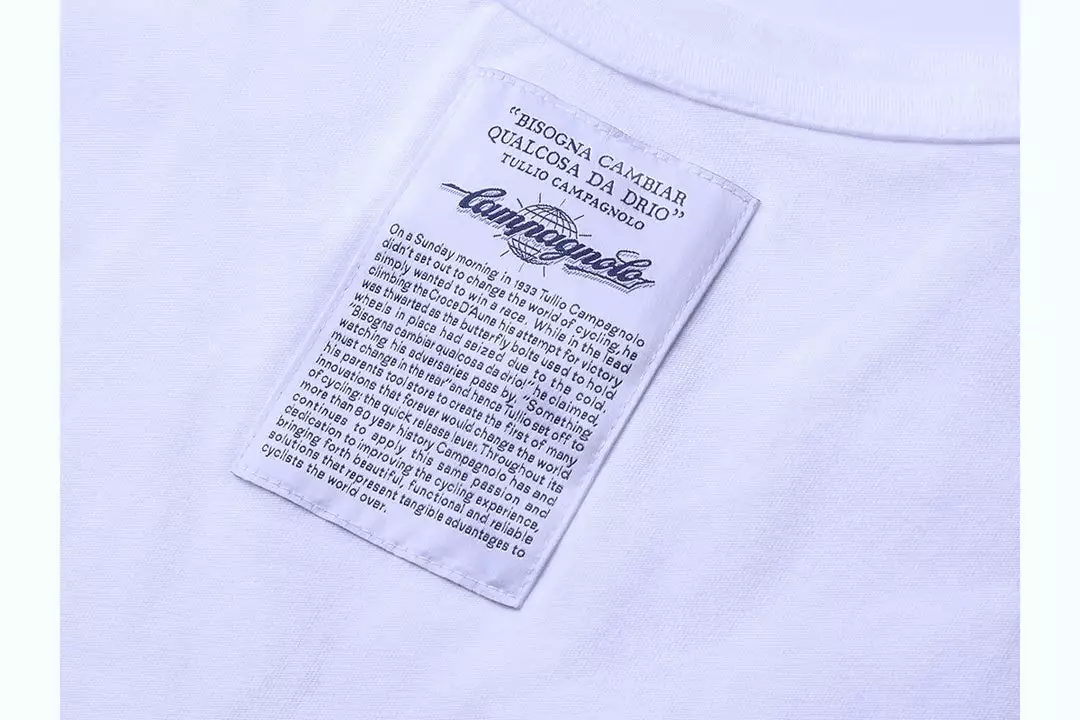 “BISOGNA CAMBIAR
QUALCOSA DA DRIO”
TULLIO CAMPAGNOLO
Campagnolo
On a Sunday morning in 1933 Tullio Campagnolo
didn't set out to change the world of cycling, he
simply wanted to win a race. While in the lead
climbing the Croce D'Aune his attempt for victory
was thwarted as the butterfly bolts used to hold
wheels in place had seized due to the cold,
watching his adversaries pass by.
"Bisogna cambiar qualcosa da drio!" he claimed, "Something
must change in the rear" and hence Tullio set off to
his parents tool store to create the first of many
innovations that forever would change the world
of cycling: the quick release lever. Throughout its
more than 80 year history Campagnolo has and
continues to apply this same passion and
dedication to improving the cycling experience,
bringing forth beautiful, functional and reliable
solutions that represent tangible advantages to
cyclists the world over.